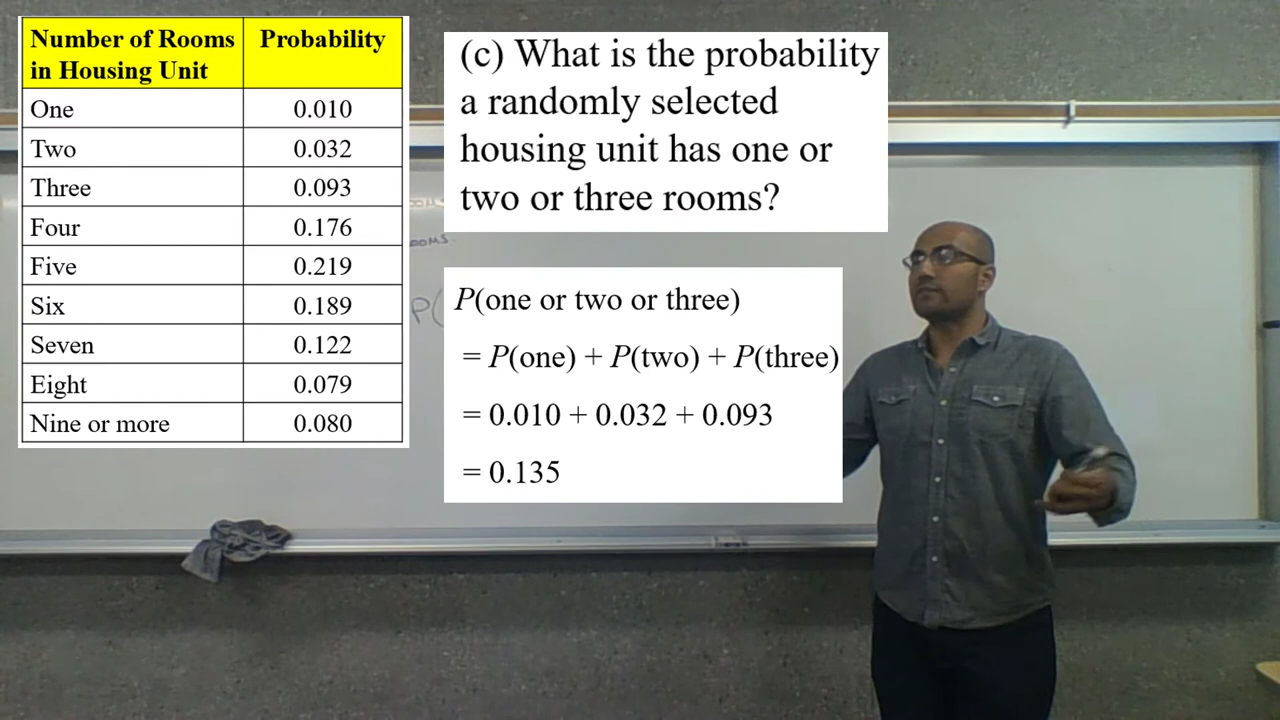 Number of Rooms in Housing Unit Probability
One 0.010
Two 0.032
Three 0.093
Four 0.176
Five 0.219
Six 0.189
Seven 0.122
Eight 0.079
Nine or more 0.080
(c) What is the probability
a randomly selected
housing unit has one or
two or three rooms?
P(one or two or three)
= P(one) + P(two) + P(three)
= 0.010 + 0.032 + 0.093
= 0.135
P(